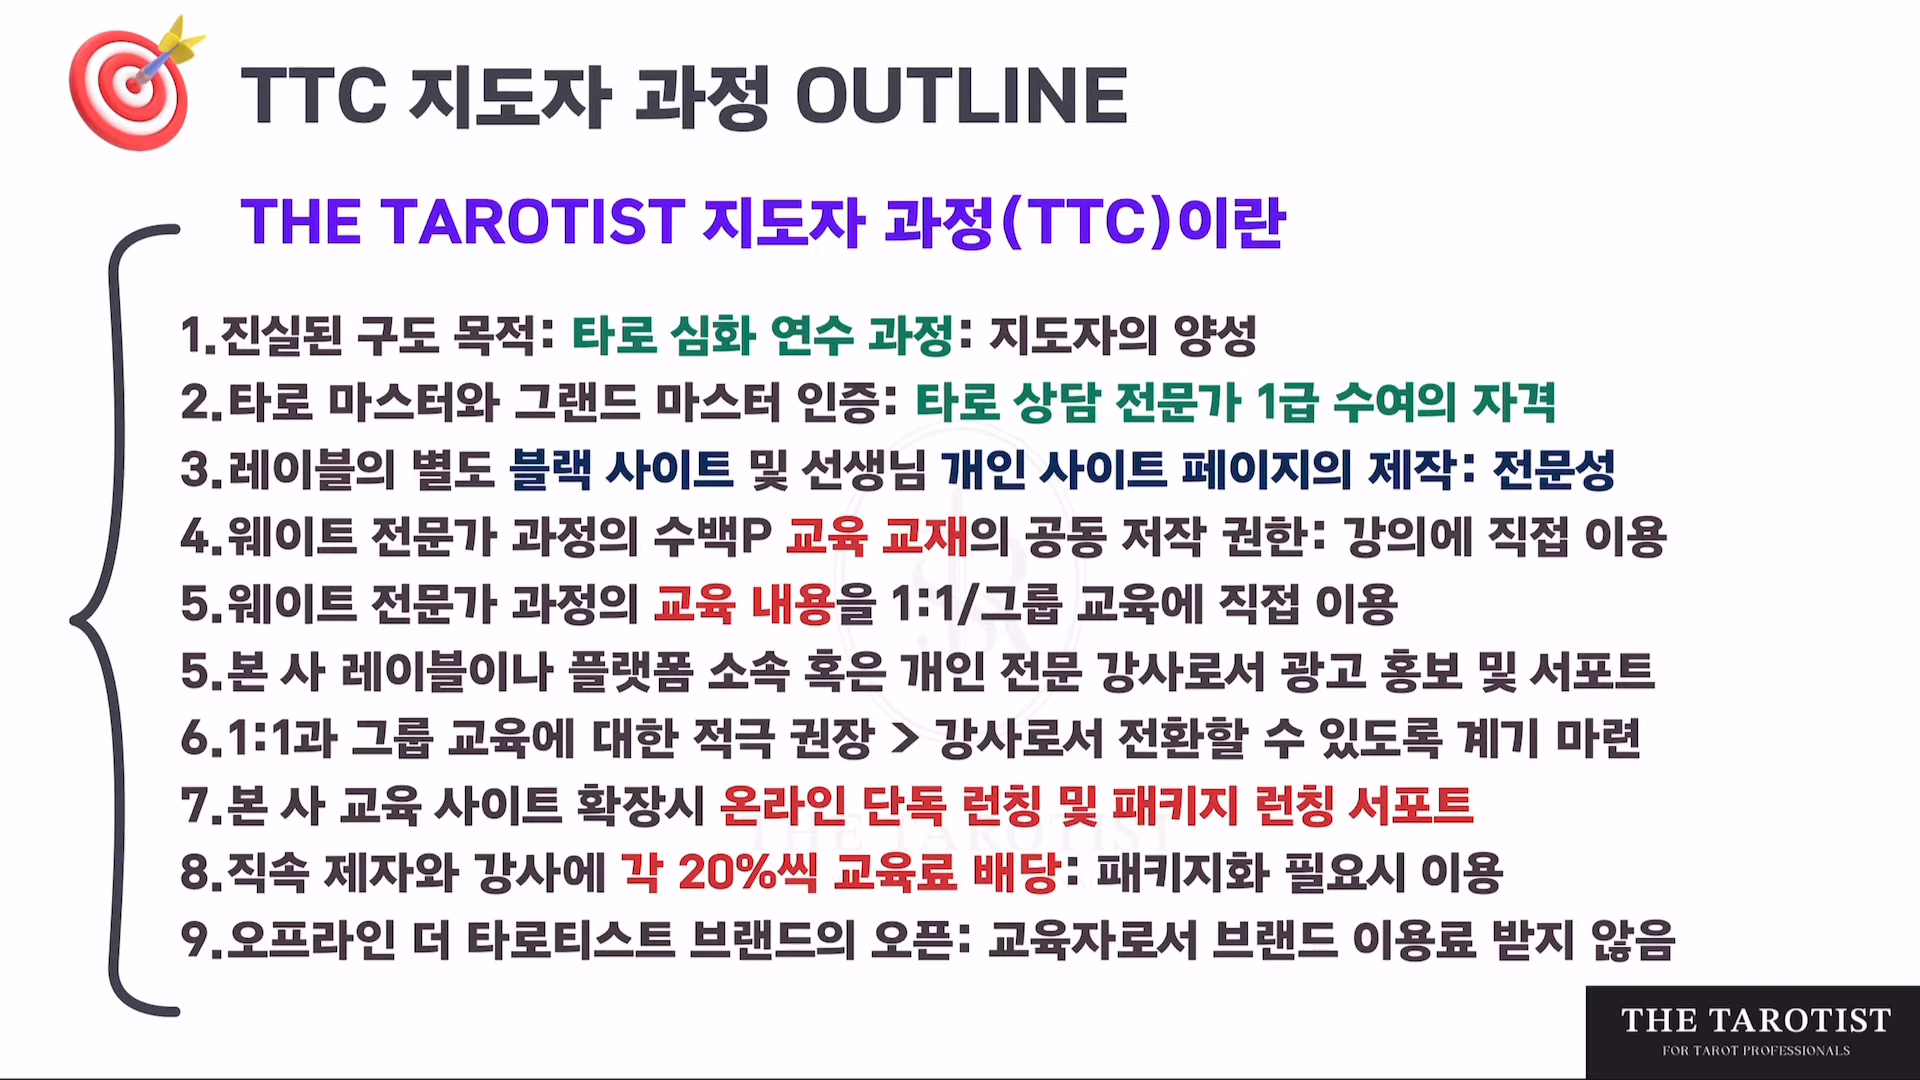 TTC 지도자 과정 OUTLINE
THE TAROTIST 지도자 과정(TTC)이란
1.진실된 구도 목적: 타로 심화 연수 과정: 지도자의 양성
2.타로 마스터와 그랜드 마스터 인증: 타로 상담 전문가 1급 수여의 자격
3.레이블의 별도 블랙 사이트 및 선생님 개인 사이트 페이지의 제작: 전문성
4.웨이트 전문가 과정의 수백P 교육 교재의 공동 저작 권한: 강의에 직접 이용
5.웨이트 전문가 과정의 교육 내용을 1:1/그룹 교육에 직접 이용
5.본 사 레이블이나 플랫폼 소속 혹은 개인 전문 강사로서 광고 홍보 및 서포트
6.1:1과 그룹 교육에 대한 적극 권장 > 강사로서 전환할 수 있도록 계기 마련
7.본 사 교육 사이트 확장시 온라인 단독 런칭 및 패키지 런칭 서포트
8.직속 제자와 강사에 각 20%씩 교육료 배당: 패키지화 필요시 이용
9.오프라인 더 타로티스트 브랜드의 오픈: 교육자로서 브랜드 이용료 받지 않음
THE TAROTIST
THE TAROTIST
FOR TAROT PROFESSIONALS